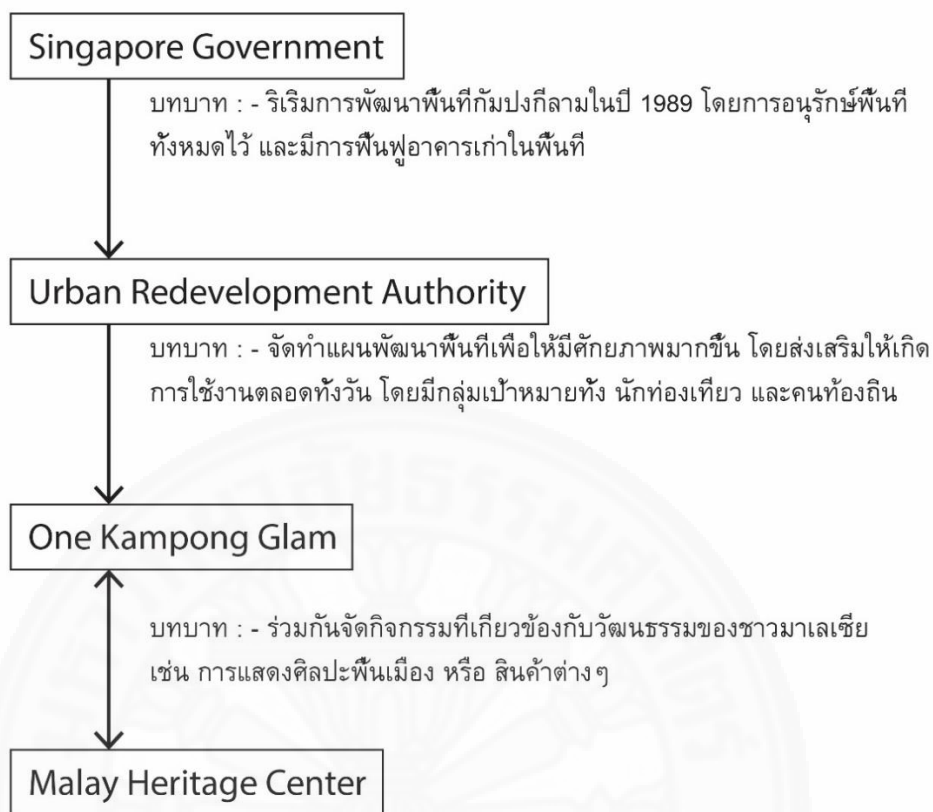 Singapore Government
บทบาท : - ริเริ่มการพัฒนาพื้นที่กัมปงกีลามในปี 1989 โดยการอนุรักษ์พื้นที่
ทั้งหมดไว้ และมีการฟื้นฟูอาคารเก่าในพื้นที่
Urban Redevelopment Authority
บทบาท : - จัดทำแผนพัฒนาพื้นที่เพื่อให้มีศักยภาพมากขึ้น โดยส่งเสริมให้เกิด
การใช้งานตลอดทั้งวัน โดยมีกลุ่มเป้าหมายทั้ง นักท่องเที่ยว และคนท้องถิ่น
One Kampong Glam
บทบาท : - ร่วมกันจัดกิจกรรมที่เกี่ยวข้องกับวัฒนธรรมของชาวมาเลเซีย
เช่น การแสดงศิลปะพื้นเมือง หรือ สินค้าต่างๆ
Malay Heritage Center